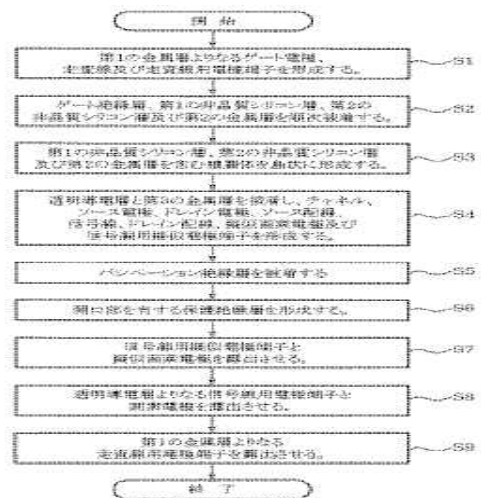 開始
第1の金属層よりなるゲート電極、
走査線及び走査線用電極端子を形成する。
S1
ゲート絶縁層、第1の非晶質シリコン層、第2の
非晶質シリコン層及び第2の金属層を順次被着する。
S2
第1の非晶質シリコン層、第2の非晶質シリコン層
及び第2の金属層を含む積層体を島状に形成する。
S3
透明導電層と第3の金属層を被着し、チャネル、
ソース電極、ドレイン電極、ソース配線、
信号線、ドレイン配線、擬似画素電極及び
信号線用擬似電極端子を形成する。
S4
パシベーション絶縁層を被着する
S5
開口部を有する保護絶縁層を形成する。
S6
信号線用擬似電極端子と
擬似画素電極を露出させる。
S7
透明導電層よりなる信号線用電極端子と
画素電極を露出させる。
S8
第1の金属層よりなる
走査線用電極端子を露出させる。
S9
終了